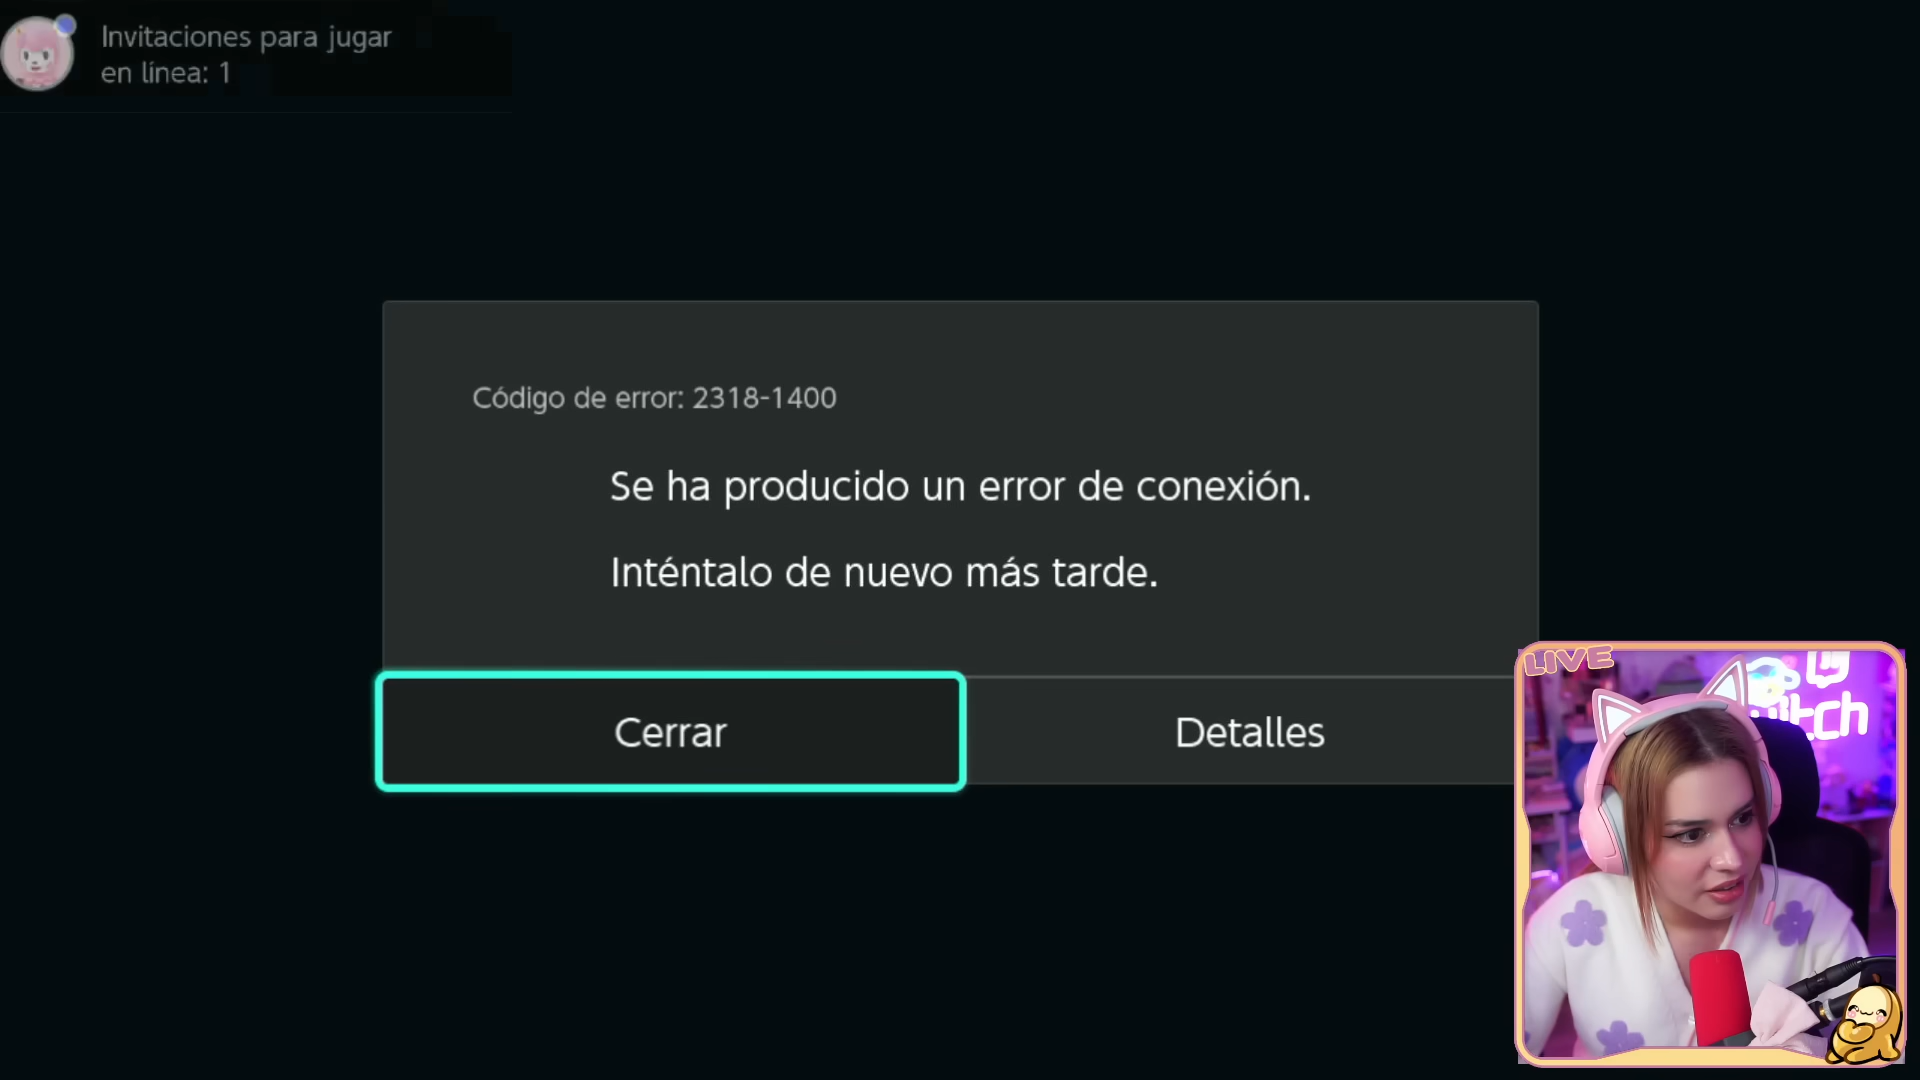 Invitaciones para jugar
en línea: 1
Código de error: 2318-1400
Se ha producido un error de conexión.
Inténtalo de nuevo más tarde.
Cerrar
Detalles
LIVE